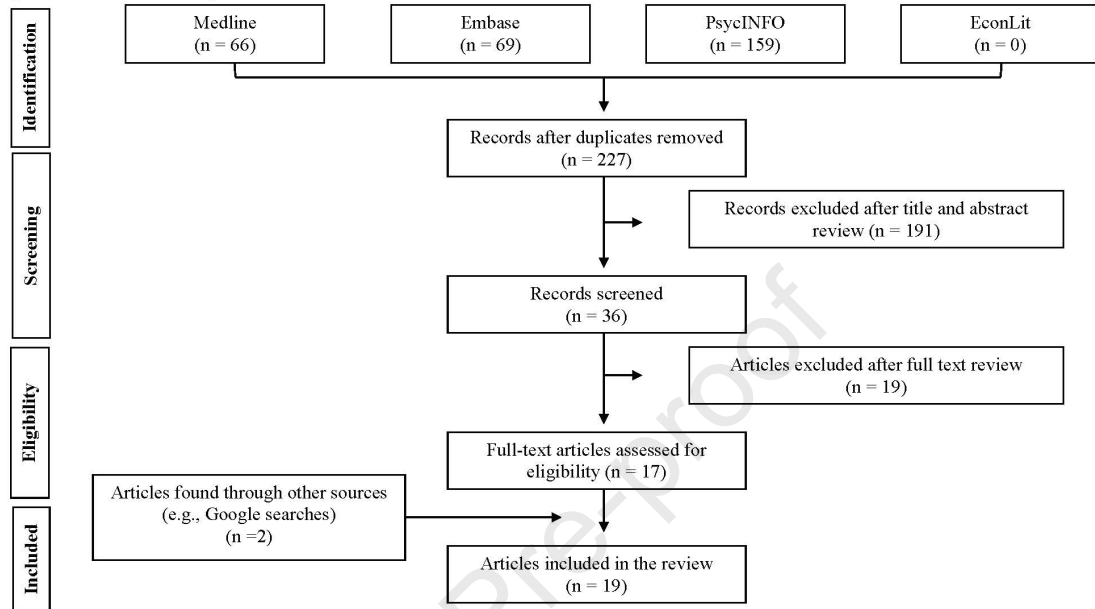 Medline
(n = 66)
Embase
(n = 69)
PsycINFO
(n = 159)
EconLit
(n = 0)
Identification
Records after duplicates removed
(n = 227)
Screening
Records excluded after title and abstract
review (n = 191)
Records screened
(n = 36)
Articles excluded after full text review
(n = 19)
Eligibility
Full-text articles assessed for
eligibility (n = 17)
Articles found through other sources
(e.g., Google searches)
(n =2)
Included
Articles included in the review
(n = 19)
Pre-proof